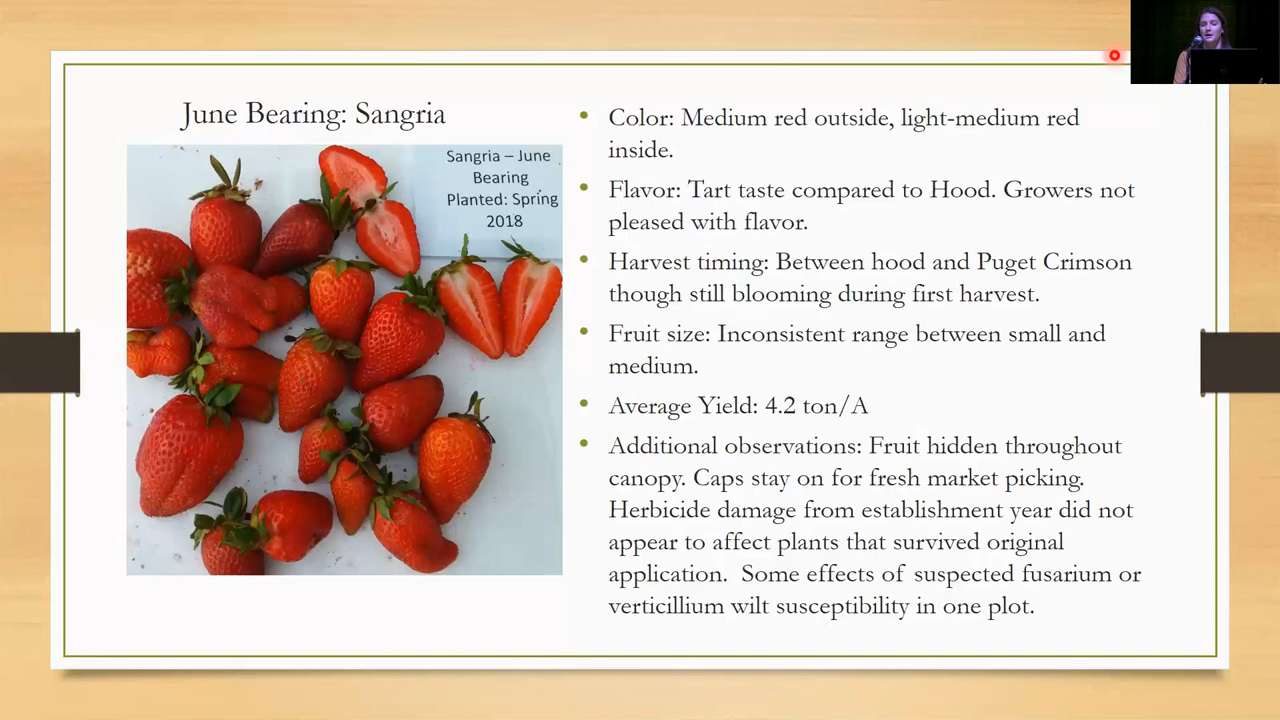 June Bearing: Sangria
Sangria – June
Bearing
Planted: Spring
2018
• Color: Medium red outside, light-medium red
inside.
• Flavor: Tart taste compared to Hood. Growers not
pleased with flavor.
• Harvest timing: Between hood and Puget Crimson
though still blooming during first harvest.
• Fruit size: Inconsistent range between small and
medium.
• Average Yield: 4.2 ton/A
• Additional observations: Fruit hidden throughout
canopy. Caps stay on for fresh market picking.
Herbicide damage from establishment year did not
appear to affect plants that survived original
application. Some effects of suspected fusarium or
verticillium wilt susceptibility in one plot.